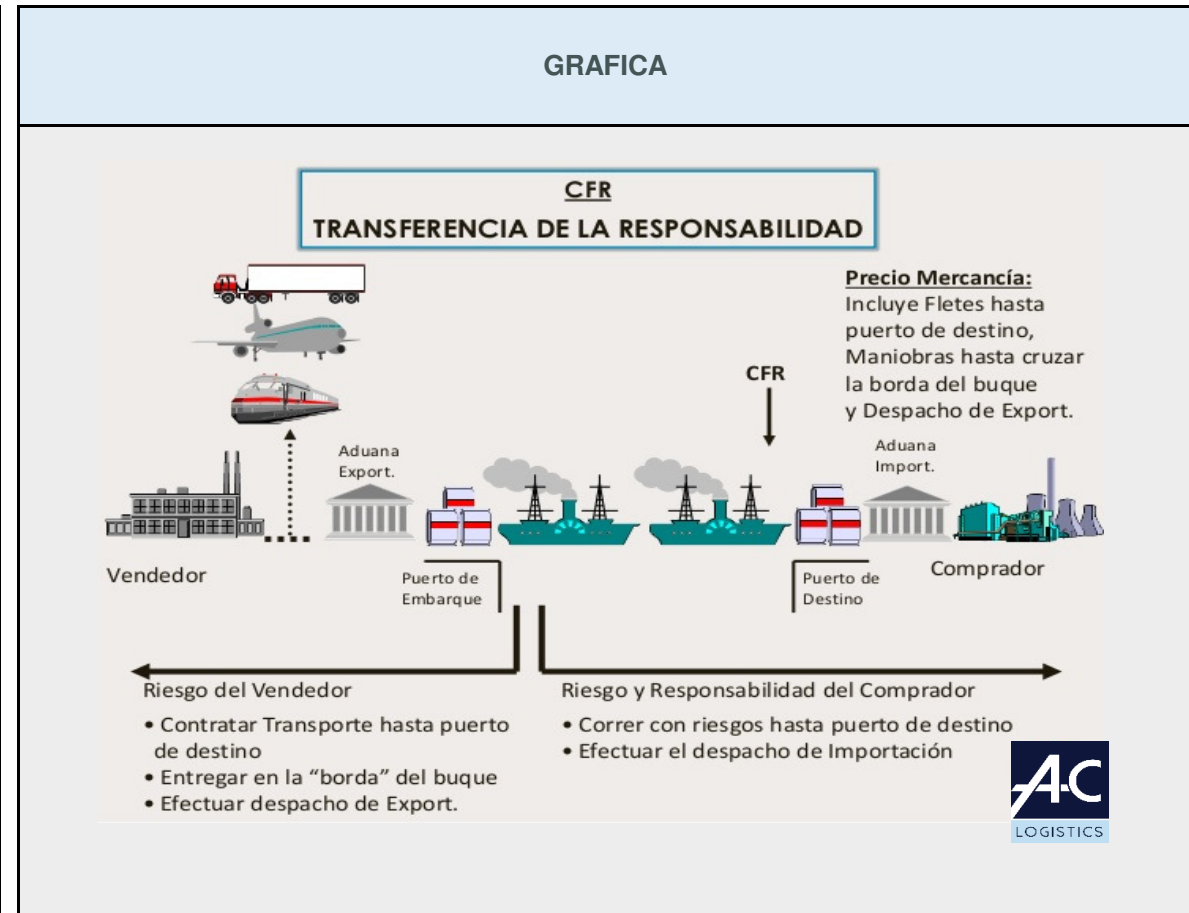 GRAFICA
CFR
TRANSFERENCIA DE LA RESPONSABILIDAD
Precio Mercancía:
Incluye Fletes hasta
puerto de destino,
Maniobras hasta cruzar
la borda del buque
y Despacho de Export.
CFR
Aduana
Export.
Aduana
Import.
Vendedor
Puerto de
Embarque
Puerto de
Destino
Comprador
Riesgo del Vendedor
• Contratar Transporte hasta puerto
de destino
• Entregar en la “borda” del buque
• Efectuar despacho de Export.
Riesgo y Responsabilidad del Comprador
• Correr con riesgos hasta puerto de destino
• Efectuar el despacho de Importación
A-C
LOGISTICS